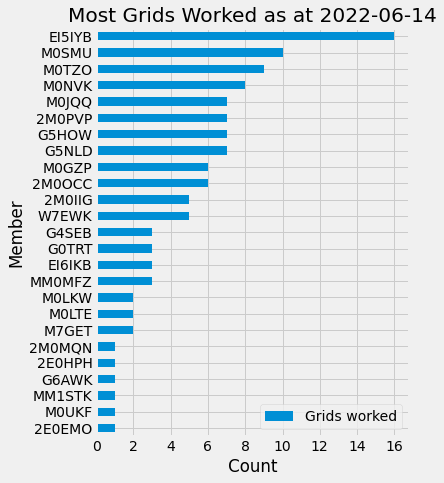 Most Grids Worked as at 2022-06-14
EI5IYB
M0SMU
M0TZO
M0NVK
M0JQQ
2M0PVP
G5HOW
G5NLD
M0GZP
2M0OCC
2M0IIG
W7EWK
G4SEB
G0TRT
EI6IKB
MM0MFZ
M0LKW
M0LTE
M7GET
2M0MQN
2E0HPH
G6AWK
MM1STK
M0UKF
2E0EMO
Member
Grids worked
0 2 4 6 8 10 12 14 16
Count